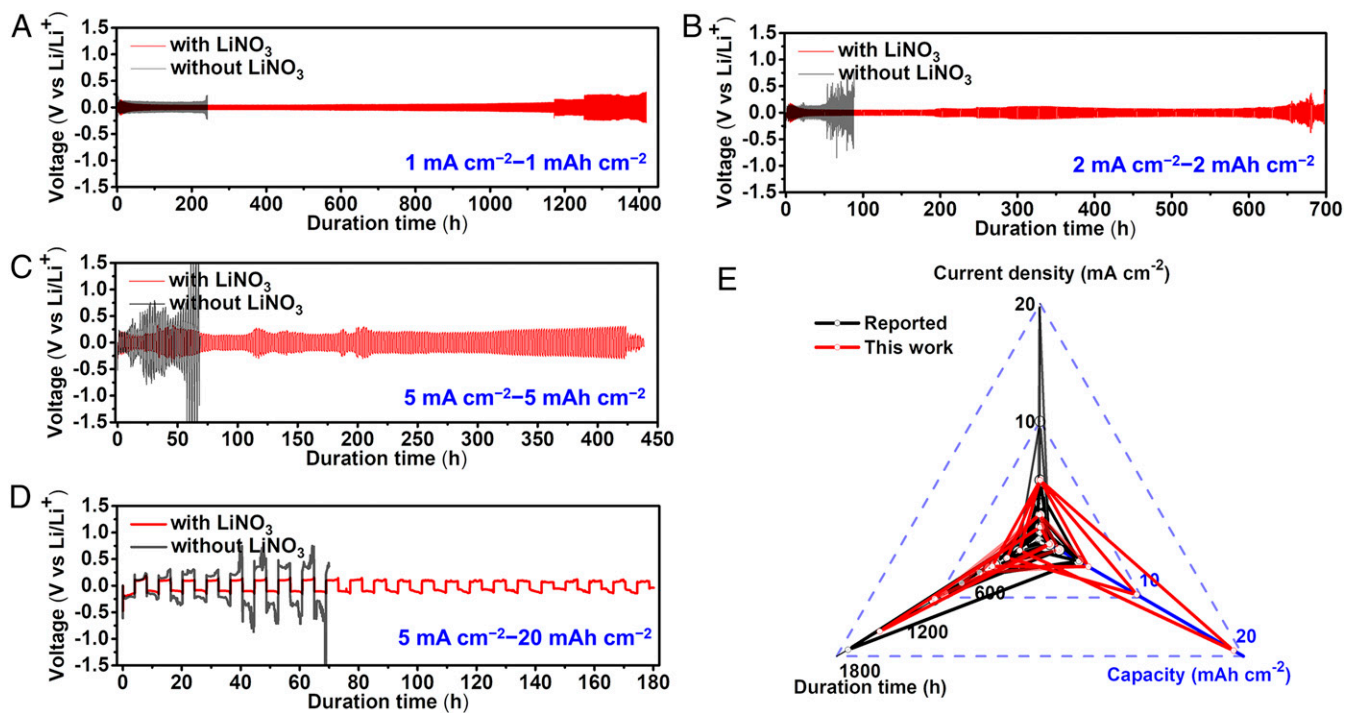 A
Voltage (V vs Li/Li⁺)
1.5
1.0
0.5
0.0
-0.5
-1.0
-1.5
with LiNO₃
without LiNO₃
1 mA cm⁻²−1 mAh cm⁻²
0 200 400 600 800 1000 1200 1400
Duration time (h)
B
Voltage (V vs Li/Li⁺)
1.5
1.0
0.5
0.0
-0.5
-1.0
-1.5
with LiNO₃
without LiNO₃
2 mA cm⁻²−2 mAh cm⁻²
0 100 200 300 400 500 600 700
Duration time (h)
C
Voltage (V vs Li/Li⁺)
1.5
1.0
0.5
0.0
-0.5
-1.0
-1.5
with LiNO₃
without LiNO₃
5 mA cm⁻²−5 mAh cm⁻²
0 50 100 150 200 250 300 350 400 450
Duration time (h)
D
Voltage (V vs Li/Li⁺)
1.5
1.0
0.5
0.0
-0.5
-1.0
-1.5
with LiNO₃
without LiNO₃
5 mA cm⁻²−20 mAh cm⁻²
0 20 40 60 80 100 120 140 160 180
Duration time (h)
E
Current density (mA cm⁻²)
20
Reported
This work
10
10
600
1200
20
1800
Duration time (h)
Capacity (mAh cm⁻²)